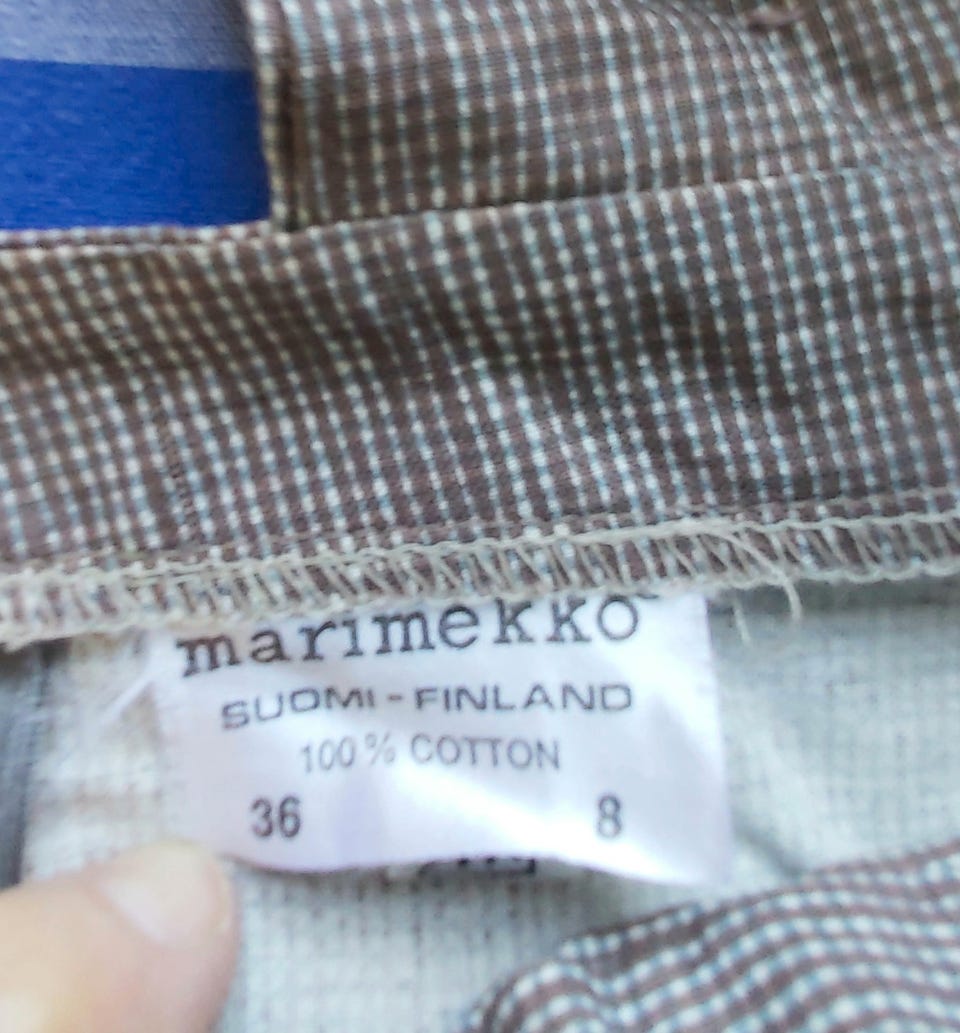 marimekko
SUOMI - FINLAND
100% COTTON
36 8